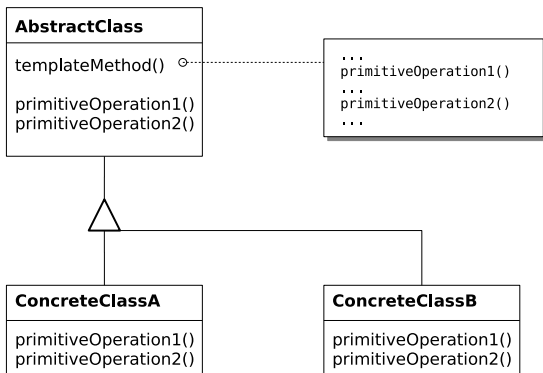 AbstractClass
templateMethod()
primitiveOperation1()
primitiveOperation2()
...
primitiveOperation1()
...
primitiveOperation2()
...
ConcreteClassA
primitiveOperation1()
primitiveOperation2()
ConcreteClassB
primitiveOperation1()
primitiveOperation2()